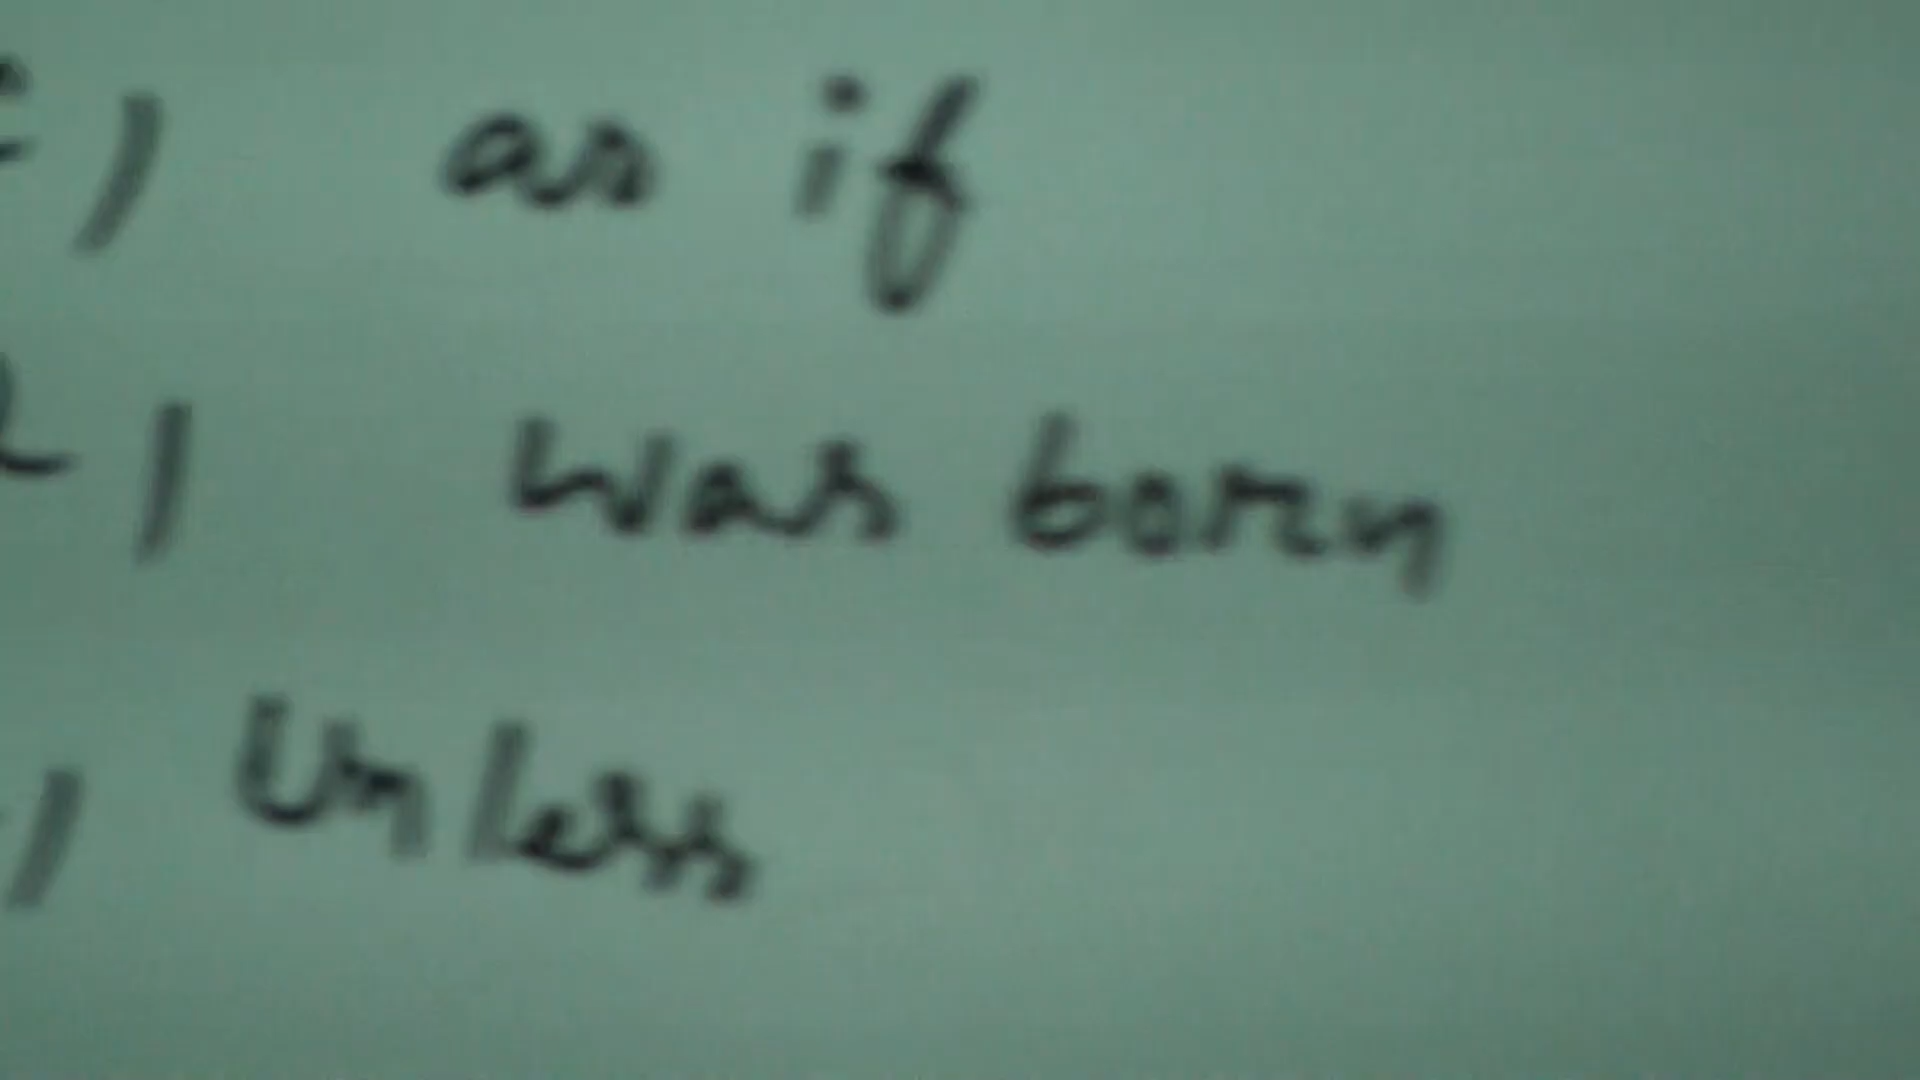 , as if
, was born
, unless